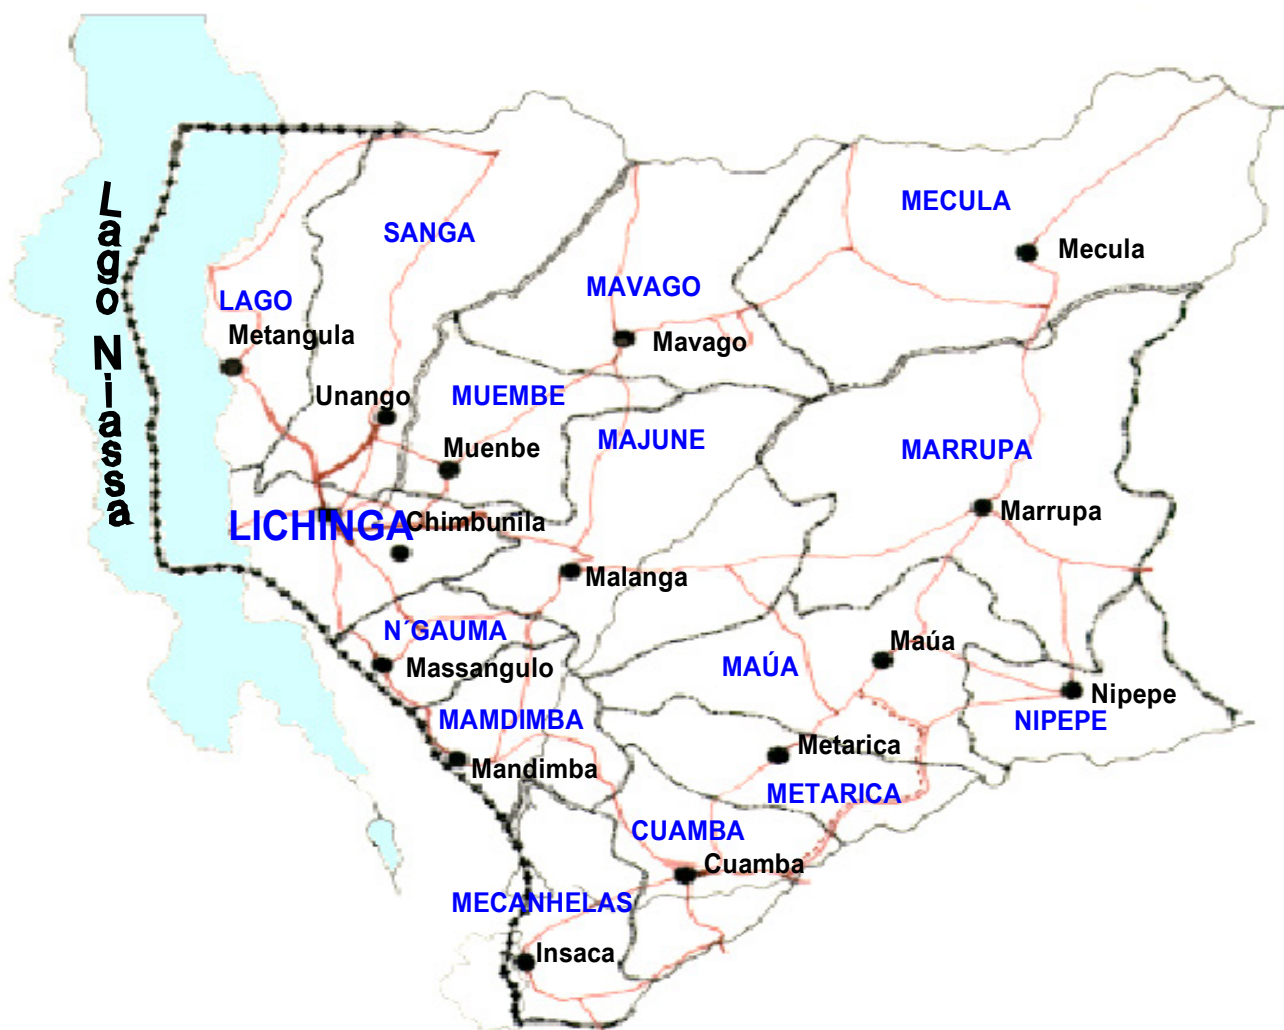 Lago Niassa
MECULA
SANGA
Mecula
MAVAGO
LAGO
Metangula
Mavago
Unango
MUEMBE
MAJUNE
Muenbe
MARRUPA
LICHINGA
Chimbunila
Marrupa
Malanga
N´GAUMA
Massangulo
MAÚA
Maúa
Nipepe
NIPEPE
MAMDIMBA
Metarica
Mandimba
METARICA
CUAMBA
Cuamba
MECANHELAS
Insaca